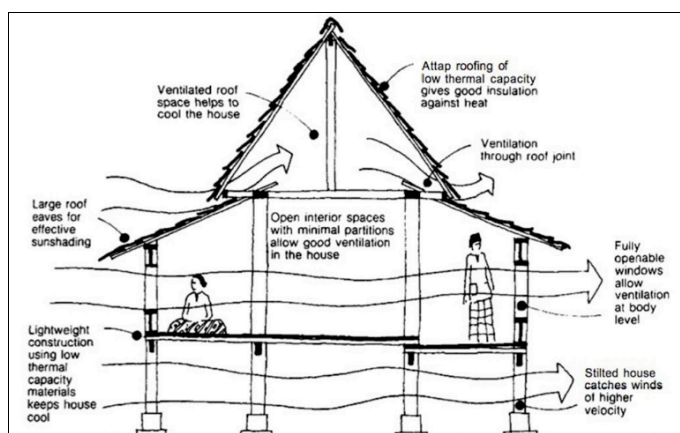 Attap roofing of
low thermal capacity
gives good insulation
against heat
Ventilated roof
space helps to
cool the house
Ventilation
through roof joint
Large roof
eaves for
effective
sunshading
Open interior spaces
with minimal partitions
allow good ventilation
in the house
Fully
openable
windows allow
ventilation
at body
level
Lightweight
construction
using low
thermal
capacity
materials
keeps house
cool
Stilted house
catches winds
of higher
velocity